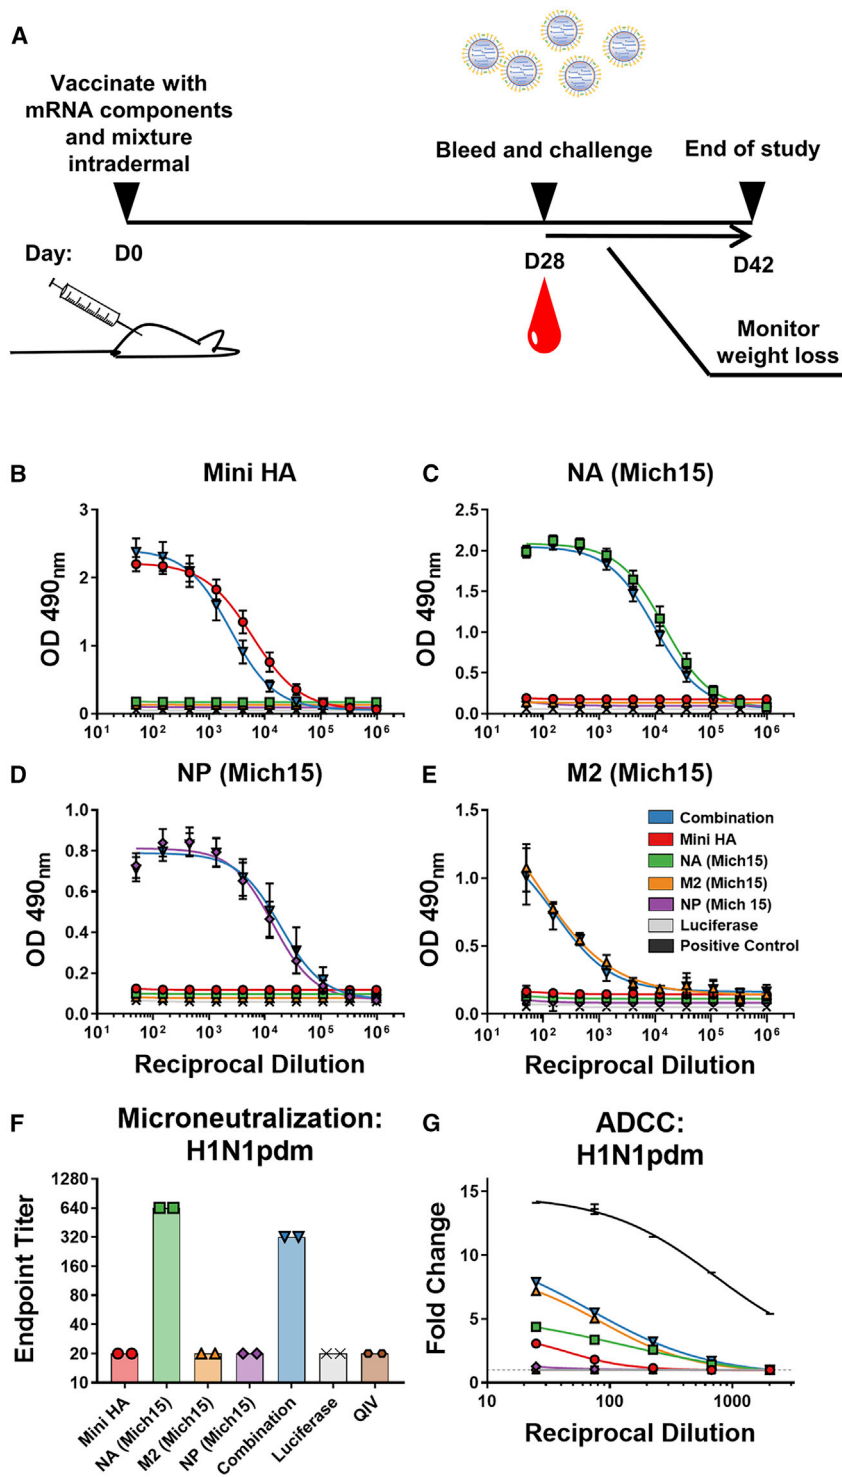 A
Vaccinate with
mRNA components
and mixture
intradermal
Bleed and challenge
End of study
Day:
D0
D28
D42
Monitor
weight loss
B
Mini HA
OD 490nm
3
2
1
0
10¹ 10² 10³ 10⁴ 10⁵ 10⁶
C
NA (Mich15)
OD 490nm
2.5
2.0
1.5
1.0
0.5
0.0
10¹ 10² 10³ 10⁴ 10⁵ 10⁶
D
NP (Mich15)
OD 490nm
1.0
0.8
0.6
0.4
0.2
0.0
10¹ 10² 10³ 10⁴ 10⁵ 10⁶
Reciprocal Dilution
E
M2 (Mich15)
OD 490nm
1.5
1.0
0.5
0.0
10¹ 10² 10³ 10⁴ 10⁵ 10⁶
Reciprocal Dilution
Combination
Mini HA
NA (Mich15)
M2 (Mich15)
NP (Mich 15)
Luciferase
Positive Control
F
Microneutralization:
H1N1pdm
Endpoint Titer
1280
640
320
160
80
40
20
10
Mini HA
NA (Mich15)
M2 (Mich15)
NP (Mich15)
Combination
Luciferase
QIV
G
ADCC:
H1N1pdm
Fold Change
15
10
5
0
10 100 1000
Reciprocal Dilution